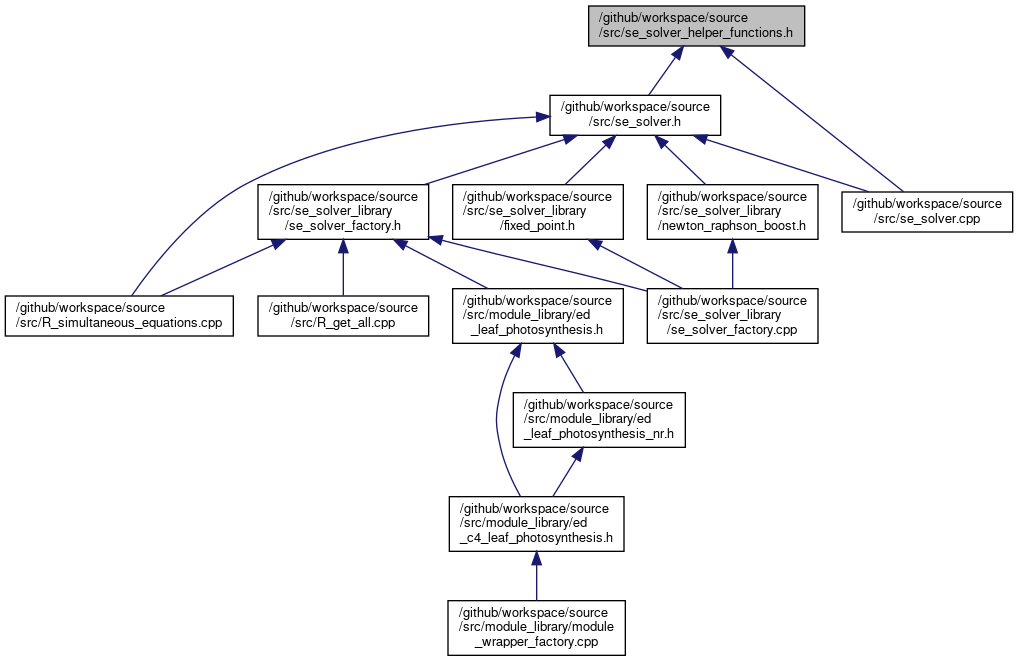 /github/workspace/source
/src/se_solver_helper_functions.h
/github/workspace/source
/src/se_solver.h
/github/workspace/source
/src/se_solver_library
/se_solver_factory.h
/github/workspace/source
/src/se_solver_library
/fixed_point.h
/github/workspace/source
/src/se_solver_library
/newton_raphson_boost.h
/github/workspace/source
/src/se_solver.cpp
/github/workspace/source
/src/R_simultaneous_equations.cpp
/github/workspace/source
/src/R_get_all.cpp
/github/workspace/source
/src/module_library/ed
_leaf_photosynthesis.h
/github/workspace/source
/src/se_solver_library
/se_solver_factory.cpp
/github/workspace/source
/src/module_library/ed
_leaf_photosynthesis_nr.h
/github/workspace/source
/src/module_library/ed
_c4_leaf_photosynthesis.h
/github/workspace/source
/src/module_library/module
_wrapper_factory.cpp